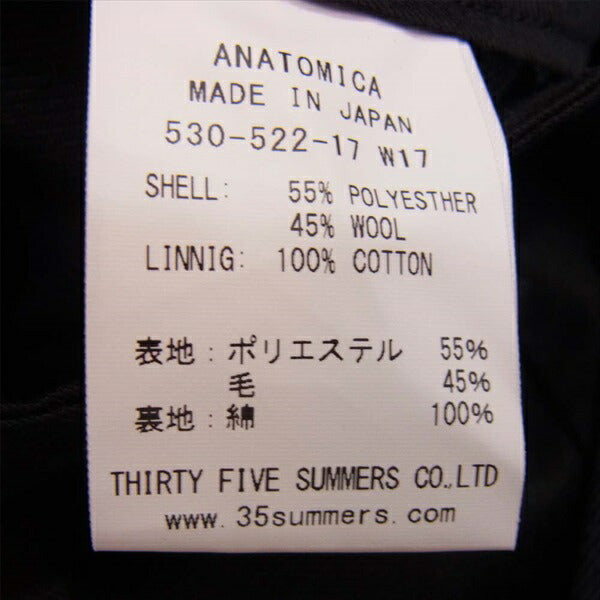 ANATOMICA
MADE IN JAPAN
530-522-17 W17
SHELL: 55% POLYESTHER
45% WOOL
LINNIG: 100% COTTON
表地：ポリエステル 55%
毛 45%
裏地：綿 100%
THIRTY FIVE SUMMERS CO.,LTD
www.35summers.com